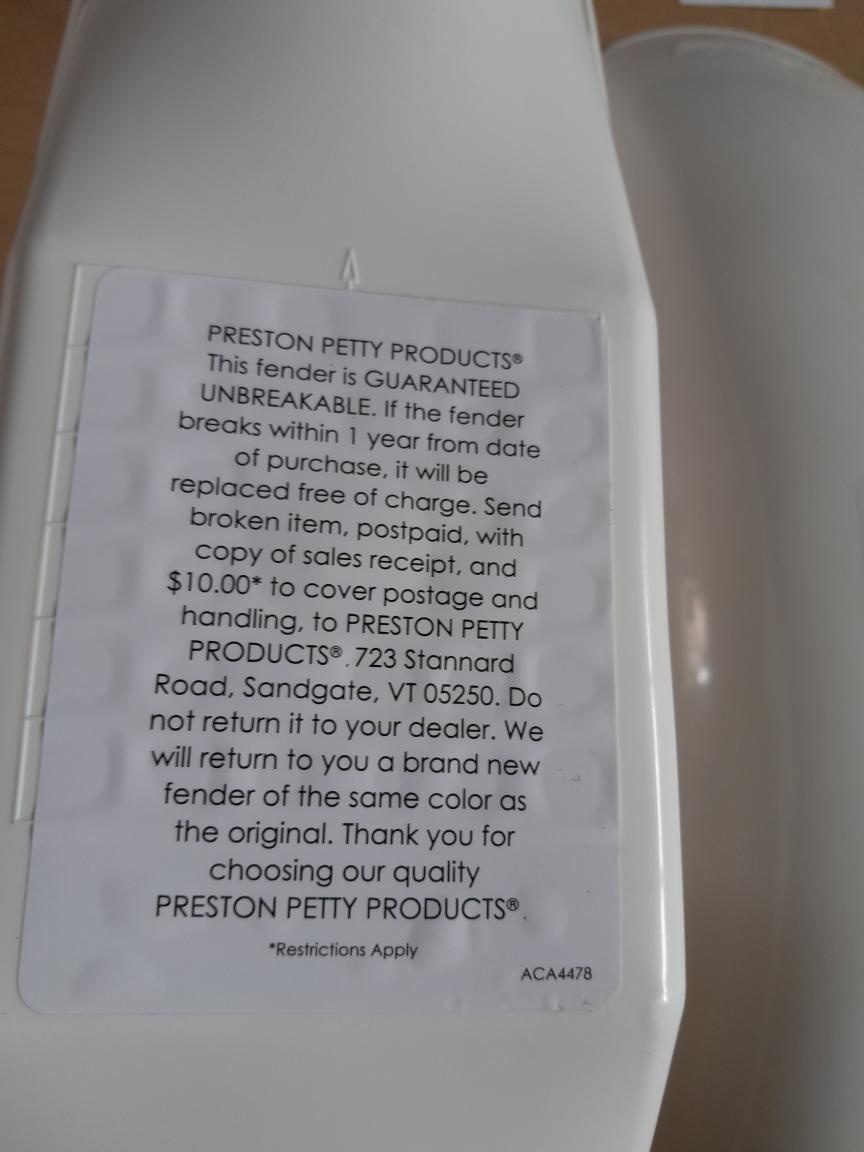 PRESTON PETTY PRODUCTS®
This fender is GUARANTEED
UNBREAKABLE. If the fender
breaks within 1 year from date
of purchase, it will be
replaced free of charge. Send
broken item, postpaid, with
copy of sales receipt, and
$10.00* to cover postage and
handling, to PRESTON PETTY
PRODUCTS®, 723 Stannard
Road, Sandgate, VT 05250. Do
not return it to your dealer. We
will return to you a brand new
fender of the same color as
the original. Thank you for
choosing our quality
PRESTON PETTY PRODUCTS®.
*Restrictions Apply
ACA4478